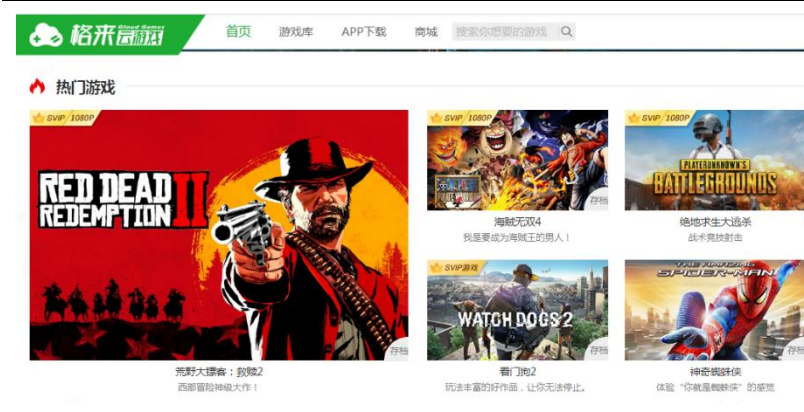 格来云游戏 Gloud Games
首页 游戏库 APP下载 商城 搜索你想要的游戏
热门游戏
SVIP 1080P
RED DEAD
REDEMPTION II
存档
荒野大镖客：救赎2
西部冒险神级大作！
SVIP 1080P
ONE PIECE
存档
海贼无双4
我是要成为海贼王的男人！
SVIP 1080P
PLAYERUNKNOWN'S
BATTLEGROUNDS
绝地求生大逃杀
战术竞技射击
SVIP游戏
WATCH DOGS 2
存档
看门狗2
玩法丰富的好作品，让你无法停止。
THE AMAZING
SPIDER-MAN
存档
神奇蜘蛛侠
体验“你就是蜘蛛侠”的感觉